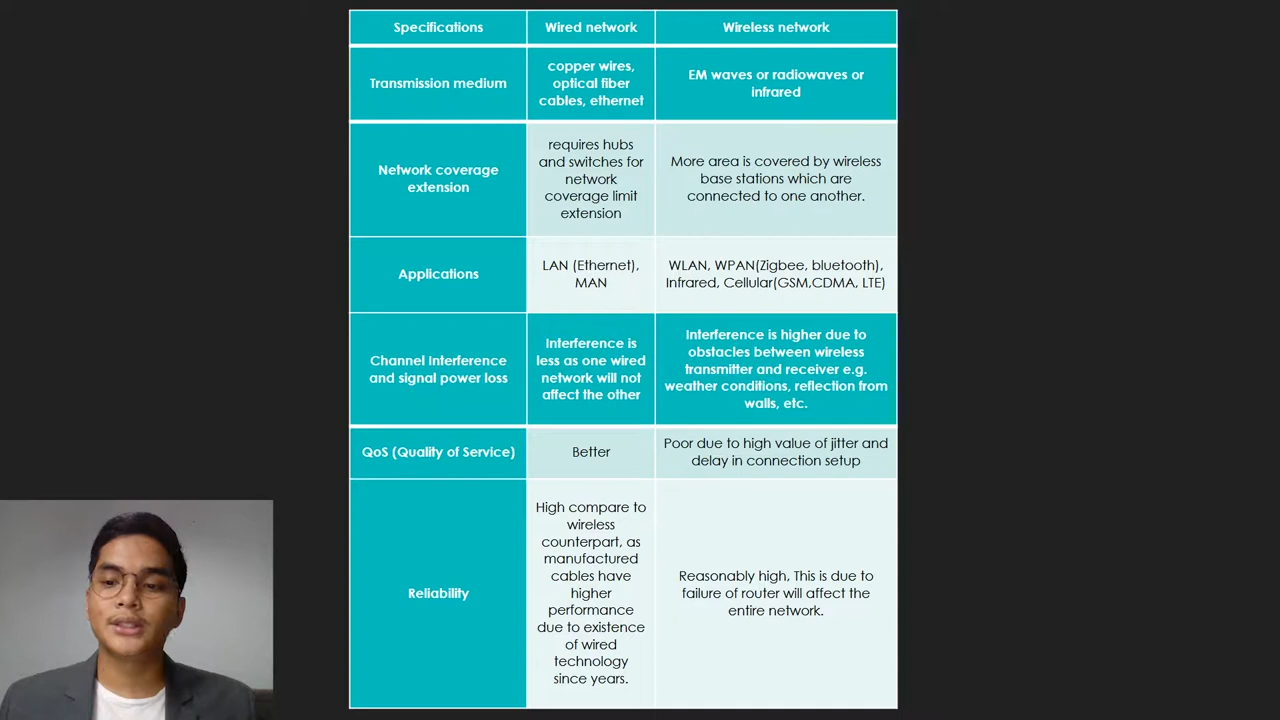 Specifications
Wired network
Wireless network
Transmission medium
copper wires,
optical fiber
cables, ethernet
EM waves or radiowaves or
infrared
Network coverage
extension
requires hubs
and switches for
network
coverage limit
extension
More area is covered by wireless
base stations which are
connected to one another.
Applications
LAN (Ethernet),
MAN
WLAN, WPAN(Zigbee, bluetooth),
Infrared, Cellular(GSM,CDMA, LTE)
Channel Interference
and signal power loss
Interference is
less as one wired
network will not
affect the other
Interference is higher due to
obstacles between wireless
transmitter and receiver e.g.
weather conditions, reflection from
walls, etc.
QoS (Quality of Service)
Better
Poor due to high value of jitter and
delay in connection setup
Reliability
High compare to
wireless
counterpart, as
manufactured
cables have
higher
performance
due to existence
of wired
technology
since years.
Reasonably high, This is due to
failure of router will affect the
entire network.